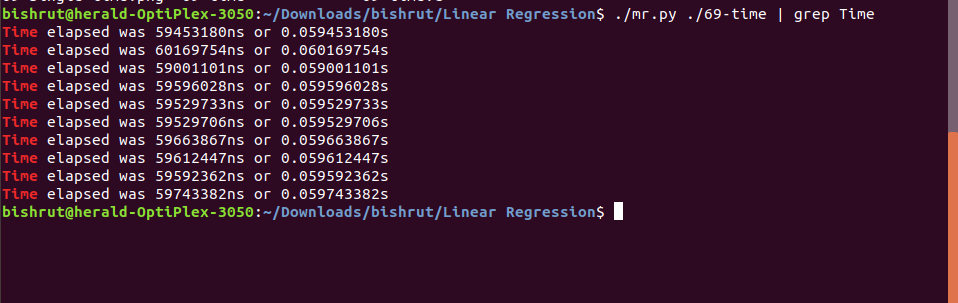 bishrut@herald-OptiPlex-3050:~/Downloads/bishrut/Linear Regression$ ./mr.py ./69-time | grep Time
Time elapsed was 59453180ns or 0.059453180s
Time elapsed was 60169754ns or 0.060169754s
Time elapsed was 59001101ns or 0.059001101s
Time elapsed was 59596028ns or 0.059596028s
Time elapsed was 59529733ns or 0.059529733s
Time elapsed was 59529706ns or 0.059529706s
Time elapsed was 59663867ns or 0.059663867s
Time elapsed was 59612447ns or 0.059612447s
Time elapsed was 59592362ns or 0.059592362s
Time elapsed was 59743382ns or 0.059743382s
bishrut@herald-OptiPlex-3050:~/Downloads/bishrut/Linear Regression$